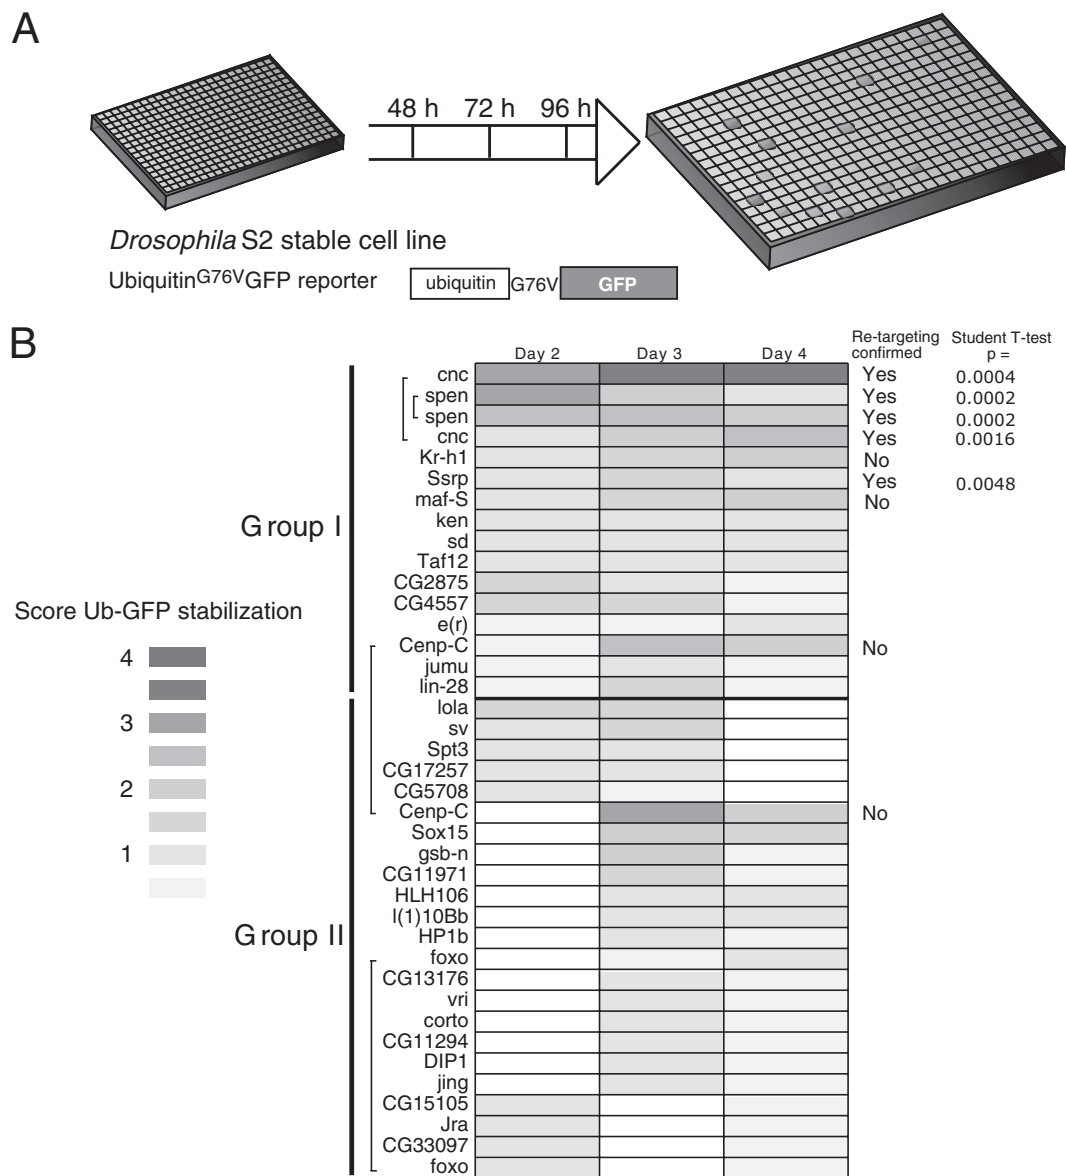 A
48 h 72 h 96 h
Drosophila S2 stable cell line
UbiquitinG76VGFP reporter
ubiquitin G76V GFP
B
Day 2 Day 3 Day 4
Re-targeting confirmed
Student T-test p =
cnc Yes 0.0004
spen Yes 0.0002
spen Yes 0.0002
cnc Yes 0.0016
Kr-h1 No
Ssrp Yes 0.0048
maf-S No
ken
Group I
sd
Taf12
CG2875
CG4557
e(r)
Cenp-C No
jumu
lin-28
Score Ub-GFP stabilization
4
3
2
1
lola
sv
Spt3
CG17257
CG5708
Cenp-C No
Sox15
gsb-n
CG11971
HLH106
l(1)10Bb
Group II
HP1b
foxo
CG13176
vri
corto
CG11294
DIP1
jing
CG15105
Jra
CG33097
foxo